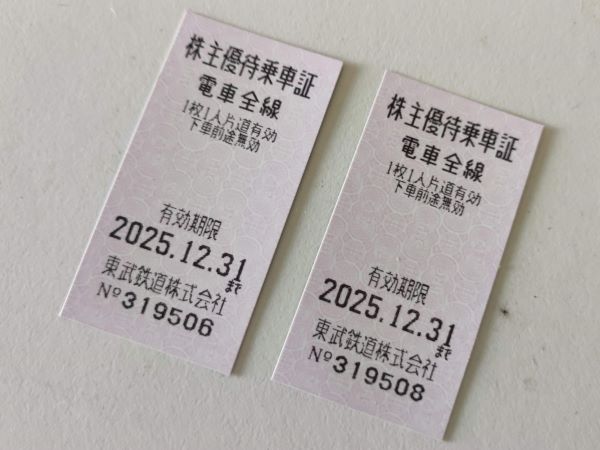 株主優待乗車証
電車全線
1枚1人片道有効
下車前途無効
有効期限
2025.12.31まで
東武鉄道株式会社
№319506
株主優待乗車証
電車全線
1枚1人片道有効
下車前途無効
有効期限
2025.12.31まで
東武鉄道株式会社
№319508